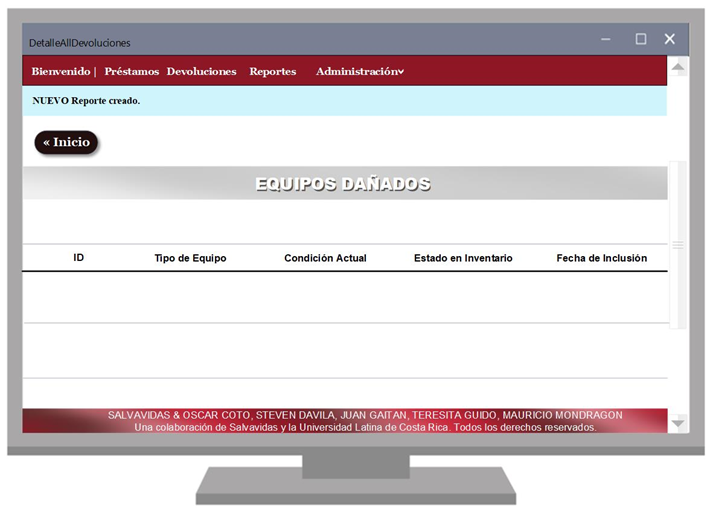 DetalleAllDevoluciones
Bienvenido | Préstamos Devoluciones Reportes Administración
NUEVO Reporte creado.
« Inicio
EQUIPOS DAÑADOS
ID Tipo de Equipo Condición Actual Estado en Inventario Fecha de Inclusión
SALVAVIDAS & OSCAR COTO, STEVEN DAVILA, JUAN GAITAN, TERESITA GUIDO, MAURICIO MONDRAGON
Una colaboración de Salvavidas y la Universidad Latina de Costa Rica. Todos los derechos reservados.